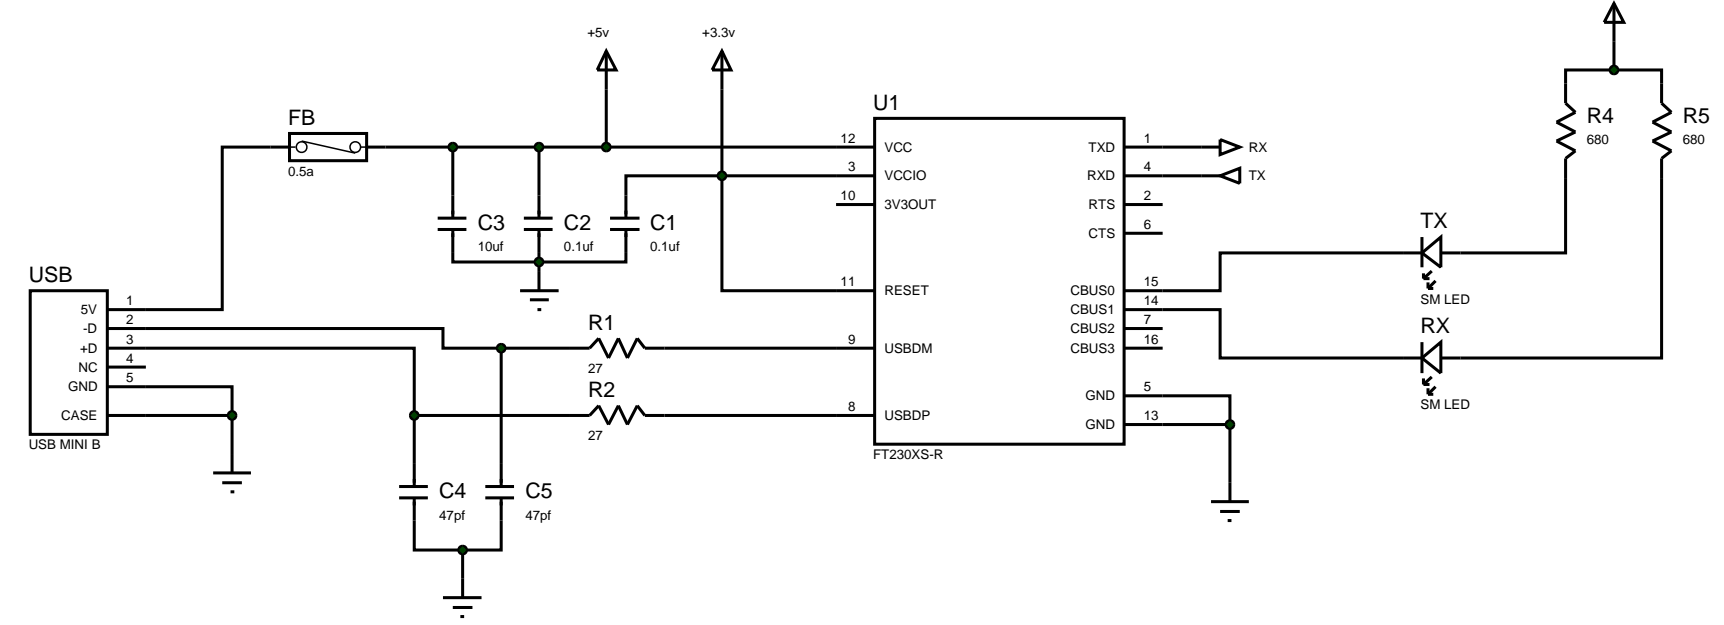 +5v
+3.3v
FB
0.5a
C3
10uf
C2
0.1uf
C1
0.1uf
USB
5V 1
-D 2
+D 3
NC 4
GND 5
CASE
USB MINI B
R1
27
R2
27
C4
47pf
C5
47pf
U1
12 VCC
3 VCCIO
10 3V3OUT
11 RESET
9 USBDM
8 USBDP
TXD 1
RXD 4
RTS 2
CTS 6
CBUS0 15
CBUS1 14
CBUS2 7
CBUS3 16
GND 5
GND 13
FT230XS-R
RX
TX
TX
SM LED
RX
SM LED
R4
680
R5
680